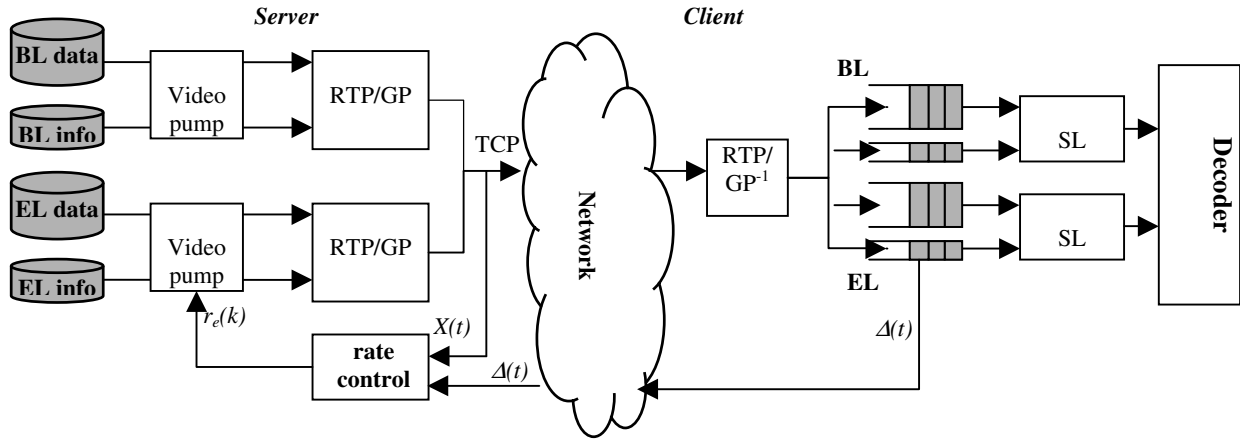 Server
Client
BL data
BL info
Video
pump
RTP/GP
EL data
EL info
Video
pump
RTP/GP
r_e(k)
rate
control
X(t)
Δ(t)
TCP
Network
RTP/
GP⁻¹
BL
EL
Δ(t)
SL
SL
Decoder